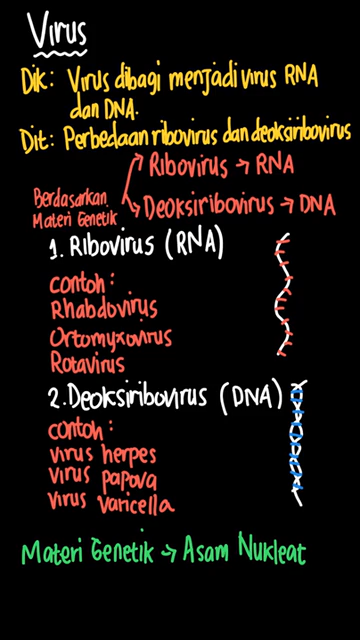 Virus
Dik: Virus dibagi menjadi virus RNA
dan DNA.
Dit: Perbedaan ribovirus dan deoksiribovirus
Berdasarkan
Materi Genetik
Ribovirus → RNA
Deoksiribovirus → DNA
1. Ribovirus (RNA)
contoh:
Rhabdovirus
Ortomyxovirus
Rotavirus
2. Deoksiribovirus (DNA)
contoh:
virus herpes
virus papova
virus varicella
Materi Genetik → Asam Nukleat